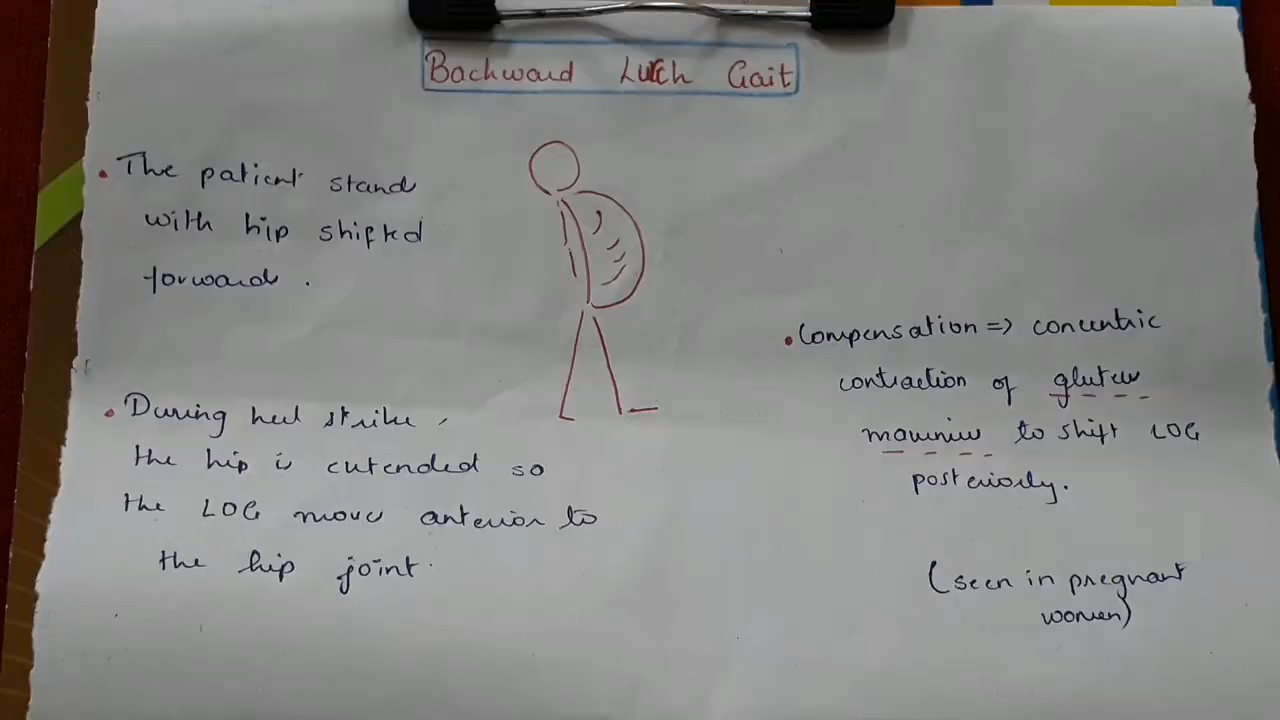 Backward Lurch Gait
• The patient stand
with hip shifted
forward.
• During heel strike,
the hip is extended so
the LOG move anterior to
the hip joint.
• Compensation => concentric
contraction of gluteus
maximus to shift LOG
posteriorly.
(seen in pregnant
women)